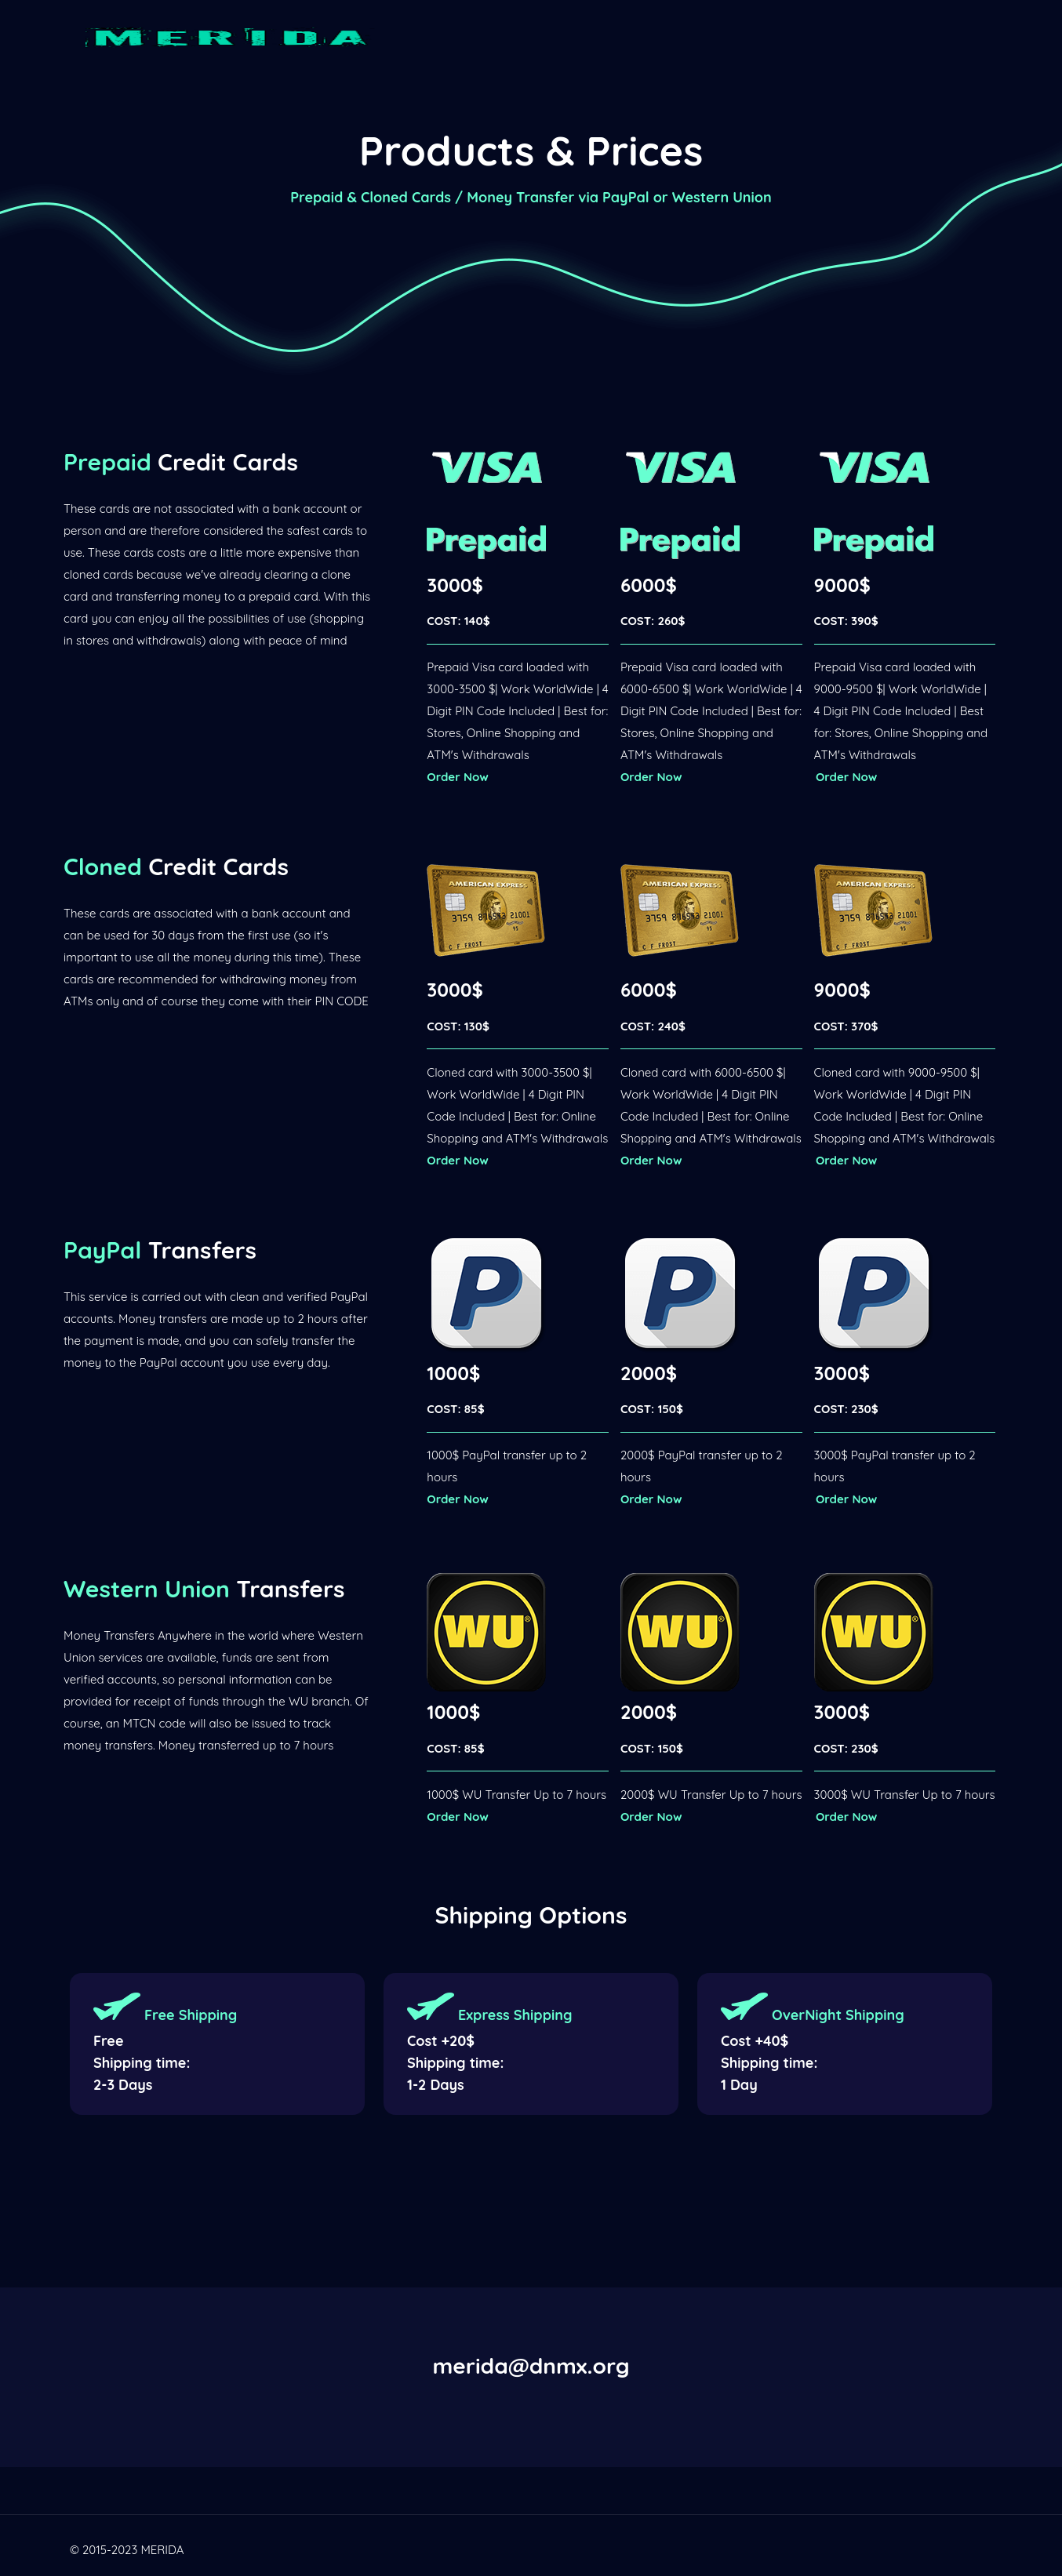 MERIDA
Products & Prices
Prepaid & Cloned Cards / Money Transfer via PayPal or Western Union
Prepaid Credit Cards
These cards are not associated with a bank account or
person and are therefore considered the safest cards to
use. These cards costs are a little more expensive than
cloned cards because we've already clearing a clone
card and transferring money to a prepaid card. With this
card you can enjoy all the possibilities of use (shopping
in stores and withdrawals) along with peace of mind
VISA
Prepaid
3000$
COST: 140$
Prepaid Visa card loaded with
3000-3500 $| Work WorldWide | 4
Digit PIN Code Included | Best for:
Stores, Online Shopping and
ATM's Withdrawals
Order Now
VISA
Prepaid
6000$
COST: 260$
Prepaid Visa card loaded with
6000-6500 $| Work WorldWide | 4
Digit PIN Code Included | Best for:
Stores, Online Shopping and
ATM's Withdrawals
Order Now
VISA
Prepaid
9000$
COST: 390$
Prepaid Visa card loaded with
9000-9500 $| Work WorldWide |
4 Digit PIN Code Included | Best
for: Stores, Online Shopping and
ATM's Withdrawals
Order Now
Cloned Credit Cards
These cards are associated with a bank account and
can be used for 30 days from the first use (so it's
important to use all the money during this time). These
cards are recommended for withdrawing money from
ATMs only and of course they come with their PIN CODE
AMERICAN EXPRESS
3759 876543 21001
95
C F FROST
3000$
COST: 130$
Cloned card with 3000-3500 $|
Work WorldWide | 4 Digit PIN
Code Included | Best for: Online
Shopping and ATM's Withdrawals
Order Now
AMERICAN EXPRESS
3759 876543 21001
95
C F FROST
6000$
COST: 240$
Cloned card with 6000-6500 $|
Work WorldWide | 4 Digit PIN
Code Included | Best for: Online
Shopping and ATM's Withdrawals
Order Now
AMERICAN EXPRESS
3759 876543 21001
95
C F FROST
9000$
COST: 370$
Cloned card with 9000-9500 $|
Work WorldWide | 4 Digit PIN
Code Included | Best for: Online
Shopping and ATM's Withdrawals
Order Now
PayPal Transfers
This service is carried out with clean and verified PayPal
accounts. Money transfers are made up to 2 hours after
the payment is made, and you can safely transfer the
money to the PayPal account you use every day.
P
1000$
COST: 85$
1000$ PayPal transfer up to 2
hours
Order Now
P
2000$
COST: 150$
2000$ PayPal transfer up to 2
hours
Order Now
P
3000$
COST: 230$
3000$ PayPal transfer up to 2
hours
Order Now
Western Union Transfers
Money Transfers Anywhere in the world where Western
Union services are available, funds are sent from
verified accounts, so personal information can be
provided for receipt of funds through the WU branch. Of
course, an MTCN code will also be issued to track
money transfers. Money transferred up to 7 hours
WU®
1000$
COST: 85$
1000$ WU Transfer Up to 7 hours
Order Now
WU®
2000$
COST: 150$
2000$ WU Transfer Up to 7 hours
Order Now
WU®
3000$
COST: 230$
3000$ WU Transfer Up to 7 hours
Order Now
Shipping Options
Free Shipping
Free
Shipping time:
2-3 Days
Express Shipping
Cost +20$
Shipping time:
1-2 Days
OverNight Shipping
Cost +40$
Shipping time:
1 Day
merida@dnmx.org
© 2015-2023 MERIDA